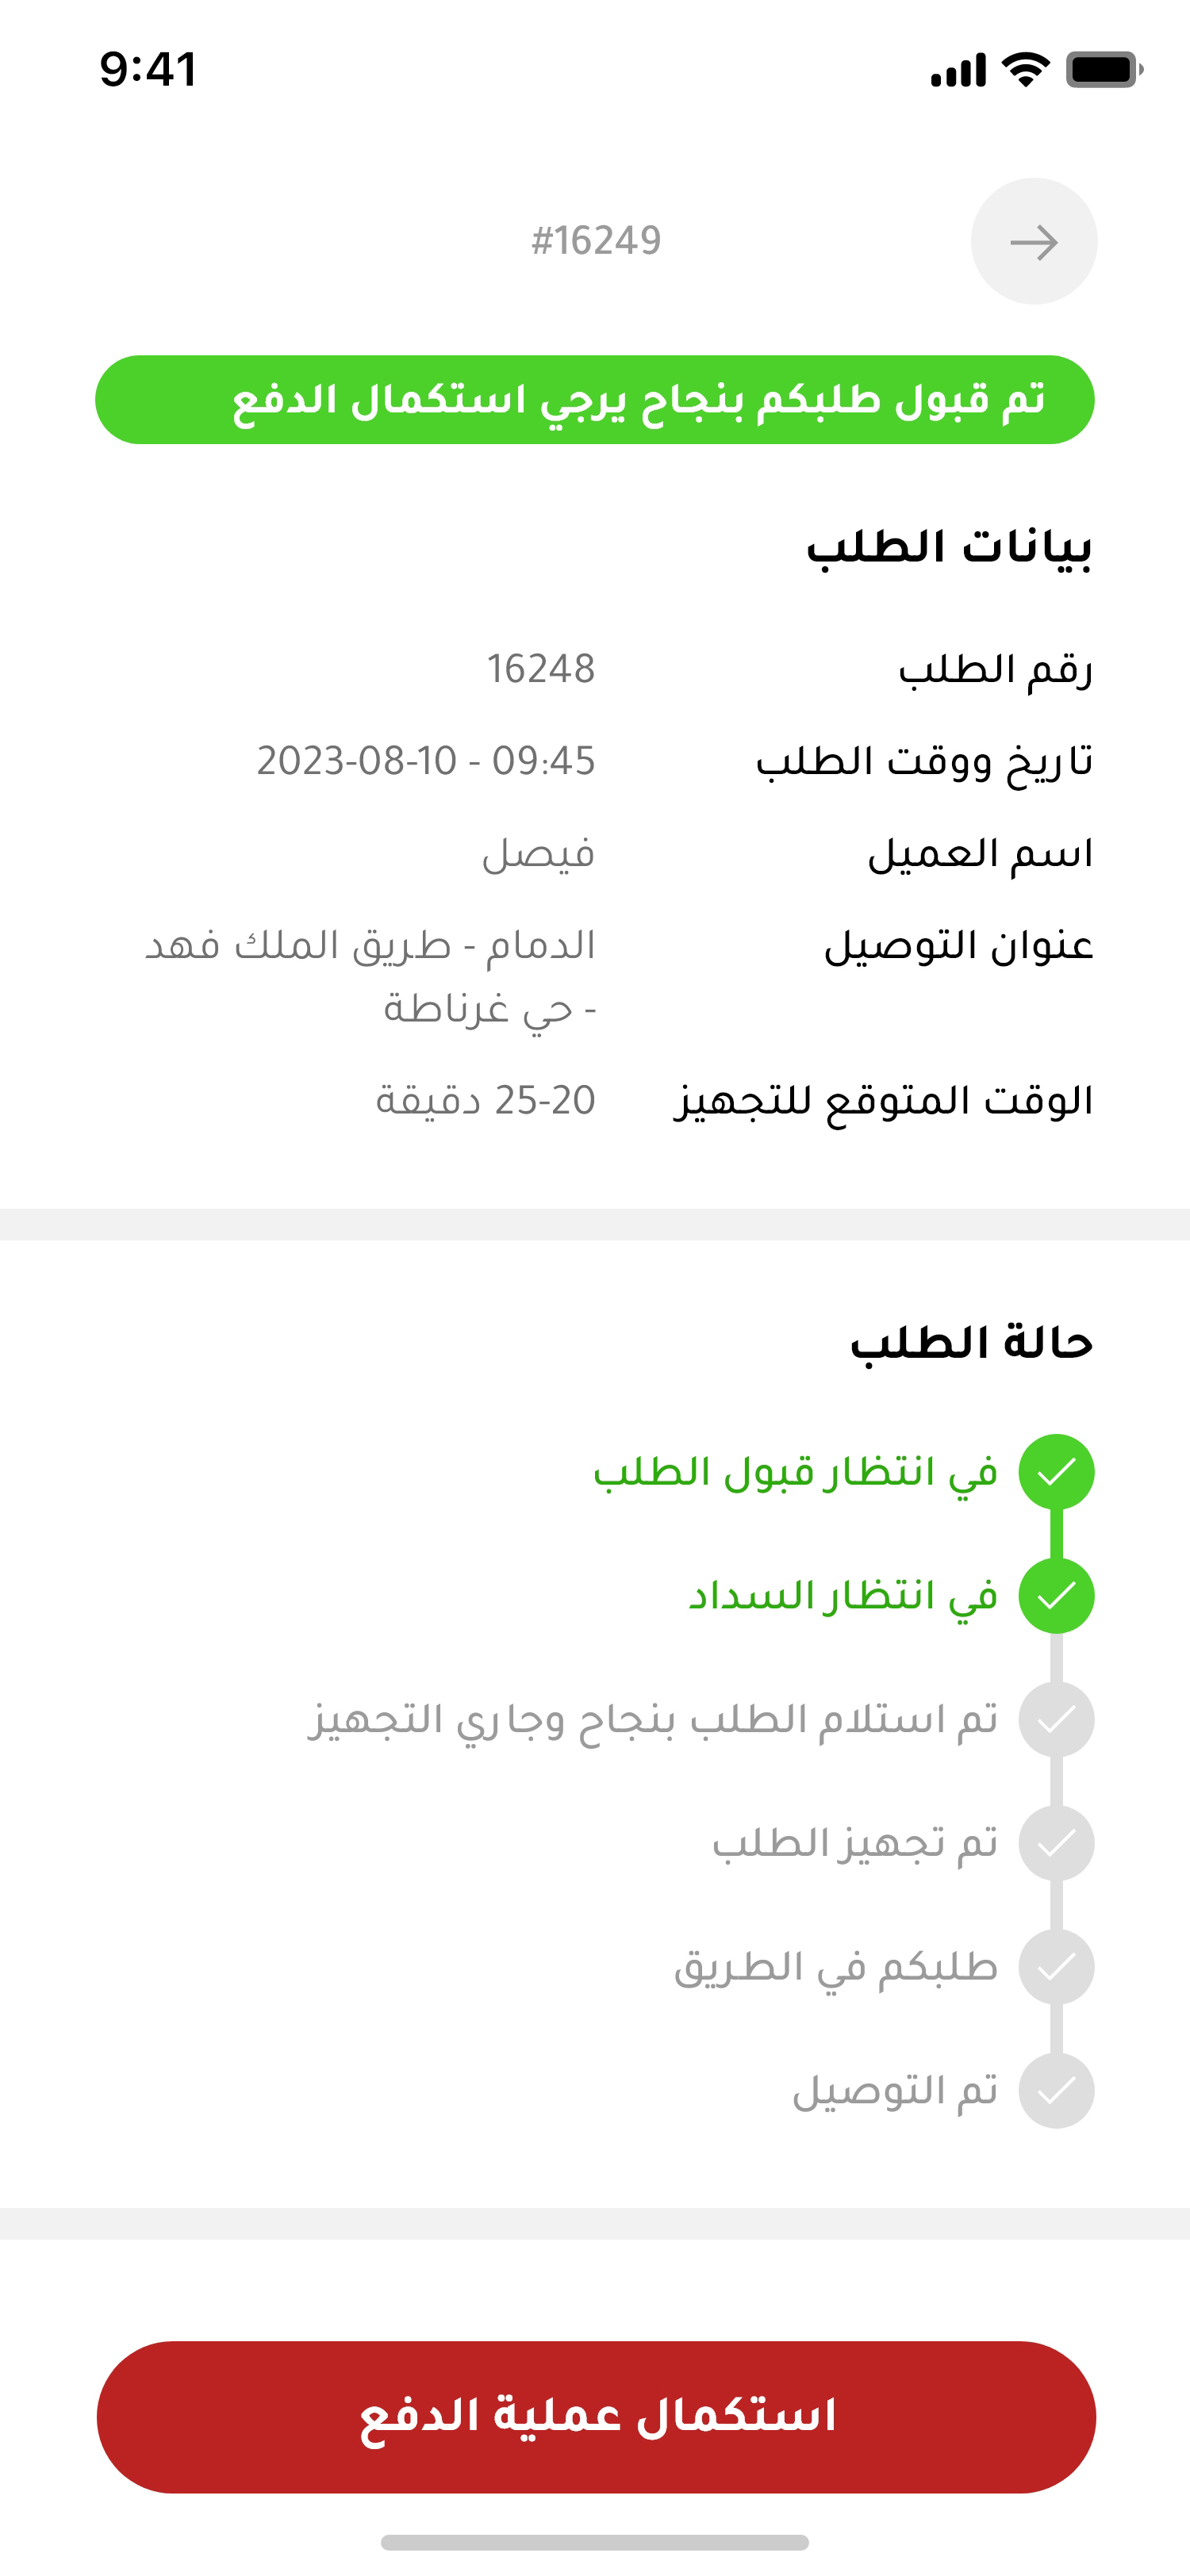 9:41
#16249
تم قبول طلبكم بنجاح يرجي استكمال الدفع
بيانات الطلب
رقم الطلب 16248
تاريخ ووقت الطلب 2023-08-10 - 09:45
اسم العميل فيصل
عنوان التوصيل الدمام - طريق الملك فهد
- حي غرناطة
الوقت المتوقع للتجهيز 25-20 دقيقة
حالة الطلب
في انتظار قبول الطلب
في انتظار السداد
تم استلام الطلب بنجاح وجاري التجهيز
تم تجهيز الطلب
طلبكم في الطريق
تم التوصيل
استكمال عملية الدفع